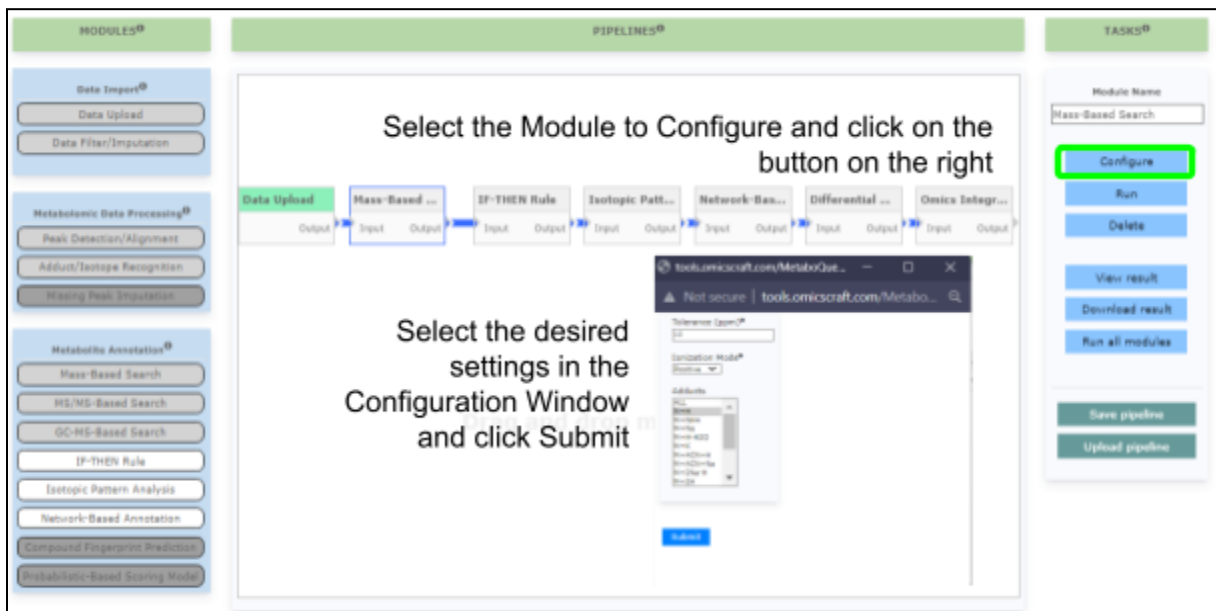 MODULES
PIPELINES
TASKS
Data Import
Data Upload
Data Filter/Imputation
Metabolomic Data Processing
Peak Detection/Alignment
Adduct/Isotope Recognition
Missing Peak Imputation
Metabolite Annotation
Mass-Based Search
MS/MS-Based Search
GC-MS-Based Search
IF-THEN Rule
Isotopic Pattern Analysis
Network-Based Annotation
Compound Fingerprint Prediction
Probabilistic-Based Scoring Model
Select the Module to Configure and click on the
button on the right
Data Upload
Output
Mass-Based ...
Input Output
IF-THEN Rule
Input Output
Isotopic Patt...
Input Output
Network-Bas...
Input Output
Differential ...
Input Output
Omics Integr...
Input Output
Select the desired
settings in the
Configuration Window
and click Submit
Drag and drop m
tools.omicscraft.com/MetaboQue...
Not secure | tools.omicscraft.com/Metabo...
Tolerance (ppm)*
Ionization Mode*
Positive
Adducts
ALL
Submit
Module Name
Mass-Based Search
Configure
Run
Delete
View result
Download result
Run all modules
Save pipeline
Upload pipeline